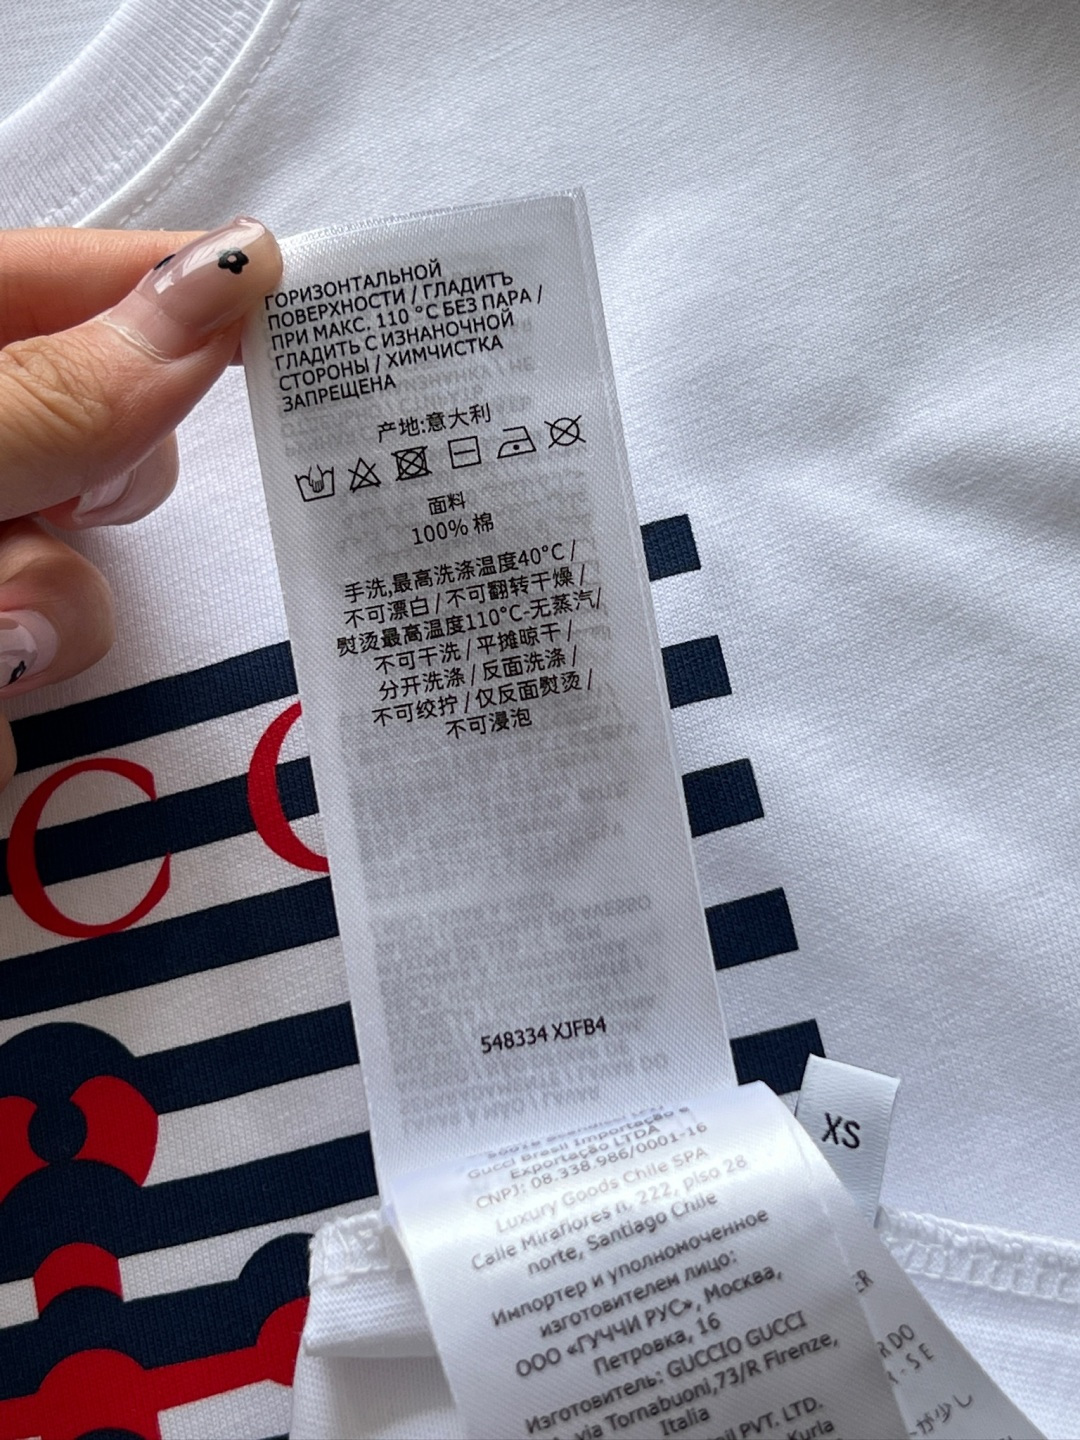 ГОРИЗОНТАЛЬНОЙ
ПОВЕРХНОСТИ / ГЛАДИТЪ
ПРИ МАКС. 110 °C БЕЗ ПАРА /
ГЛАДИТЬ С ИЗНАНОЧНОЙ
СТОРОНЫ / ХИМЧИСТКА
ЗАПРЕЩЕНА
产地:意大利
面料
100% 棉
手洗,最高洗涤温度40°C /
不可漂白 / 不可翻转干燥 /
熨烫最高温度110°C-无蒸汽/
不可干洗 / 平摊晾干 /
分开洗涤 / 反面洗涤 /
不可绞拧 / 仅反面熨烫 /
不可浸泡
548334 XJFB4
Gucci Brasil Importação e
Exportação LTDA
CNPJ: 08.338.986/0001-16
Luxury Goods Chile SPA
Calle Miraflores n. 222, piso 28
norte, Santiago Chile
Импортер и уполномоченное
изготовителем лицо:
ООО «ГУЧЧИ РУС», Москва,
Петровка, 16
Изготовитель: GUCCIO GUCCI
via Tornabuoni,73/R Firenze,
Italia
PVT. LTD.
Kurla
XS
C C